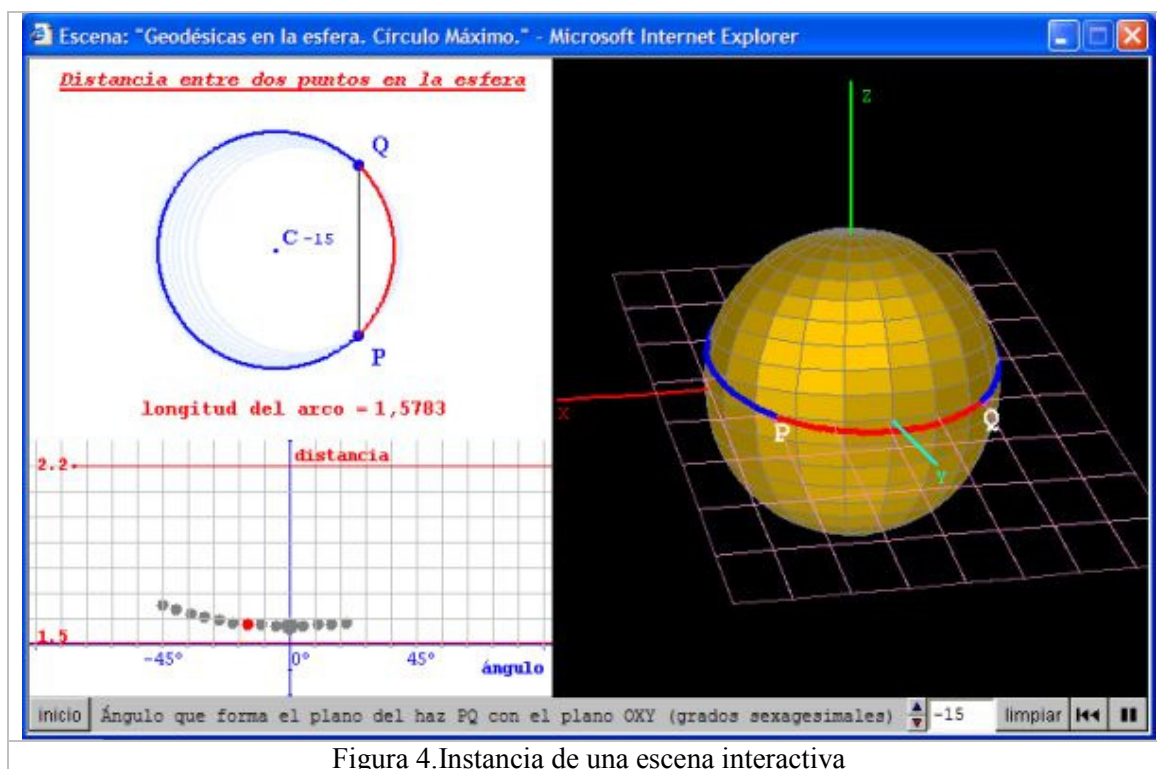 Escena: "Geodésicas en la esfera. Círculo Máximo." - Microsoft Internet Explorer
Distancia entre dos puntos en la esfera
Q
C -15
P
longitud del arco = 1,5783
distancia
2.2
1.5
-45° 0° 45°
ángulo
Z
X
P
Q
Y
inicio Ángulo que forma el plano del haz PQ con el plano OXY (grados sexagesimales) -15 limpiar
Figura 4.Instancia de una escena interactiva